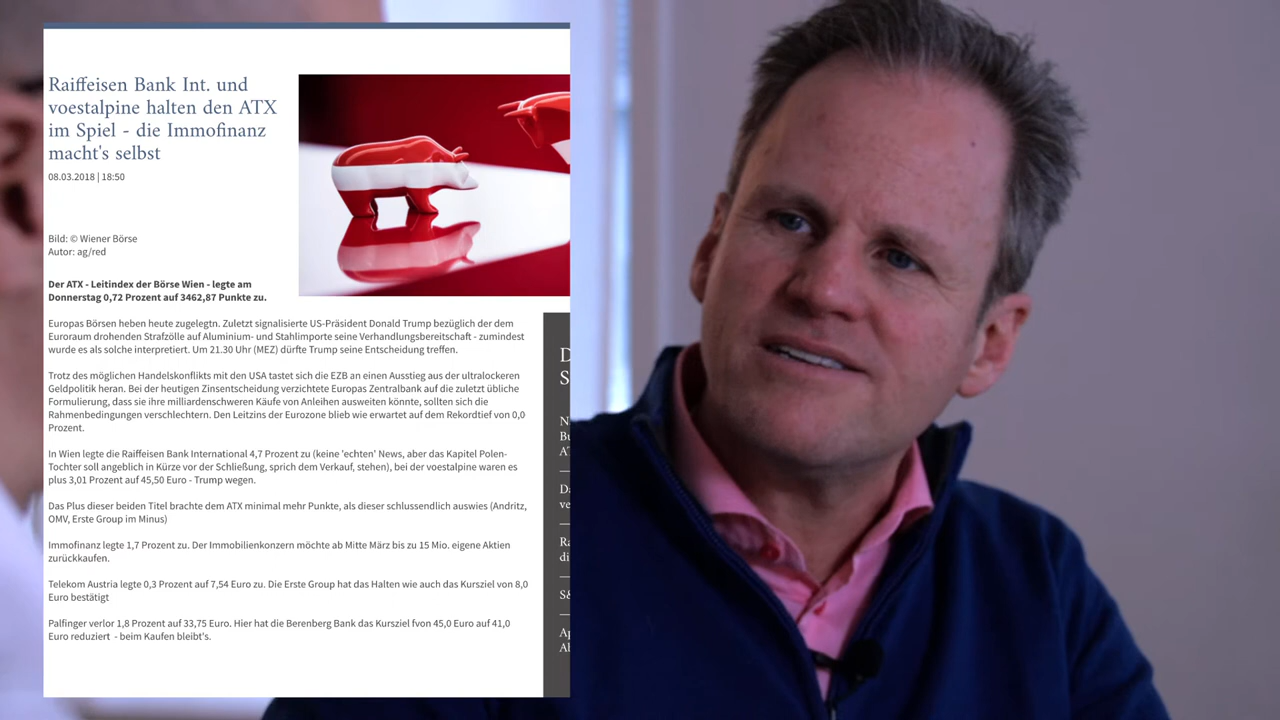 Raiffeisen Bank Int. und
voestalpine halten den ATX
im Spiel - die Immofinanz
macht's selbst
08.03.2018 | 18:50
Bild: © Wiener Börse
Autor: ag/red
Der ATX - Leitindex der Börse Wien - legte am
Donnerstag 0,72 Prozent auf 3462,87 Punkte zu.
Europas Börsen heben heute zugelegtn. Zuletzt signalisierte US-Präsident Donald Trump bezüglich der dem
Euroraum drohenden Strafzölle auf Aluminium- und Stahlimporte seine Verhandlungsbereitschaft - zumindest
wurde es als solche interpretiert. Um 21.30 Uhr (MEZ) dürfte Trump seine Entscheidung treffen.
Trotz des möglichen Handelskonflikts mit den USA tastet sich die EZB an einen Ausstieg aus der ultralockeren
Geldpolitik heran. Bei der heutigen Zinsentscheidung verzichtete Europas Zentralbank auf die zuletzt übliche
Formulierung, dass sie ihre milliardenschweren Käufe von Anleihen ausweiten könnte, sollten sich die
Rahmenbedingungen verschlechtern. Den Leitzins der Eurozone blieb wie erwartet auf dem Rekordtief von 0,0
Prozent.
In Wien legte die Raiffeisen Bank International 4,7 Prozent zu (keine 'echten' News, aber das Kapitel Polen-
Tochter soll angeblich in Kürze vor der Schließung, sprich dem Verkauf, stehen), bei der voestalpine waren es
plus 3,01 Prozent auf 45,50 Euro - Trump wegen.
Das Plus dieser beiden Titel brachte dem ATX minimal mehr Punkte, als dieser schlussendlich auswies (Andritz,
OMV, Erste Group im Minus)
Immofinanz legte 1,7 Prozent zu. Der Immobilienkonzern möchte ab Mitte März bis zu 15 Mio. eigene Aktien
zurückkaufen.
Telekom Austria legte 0,3 Prozent auf 7,54 Euro zu. Die Erste Group hat das Halten wie auch das Kursziel von 8,0
Euro bestätigt
Palfinger verlor 1,8 Prozent auf 33,75 Euro. Hier hat die Berenberg Bank das Kursziel fvon 45,0 Euro auf 41,0
Euro reduziert - beim Kaufen bleibt's.